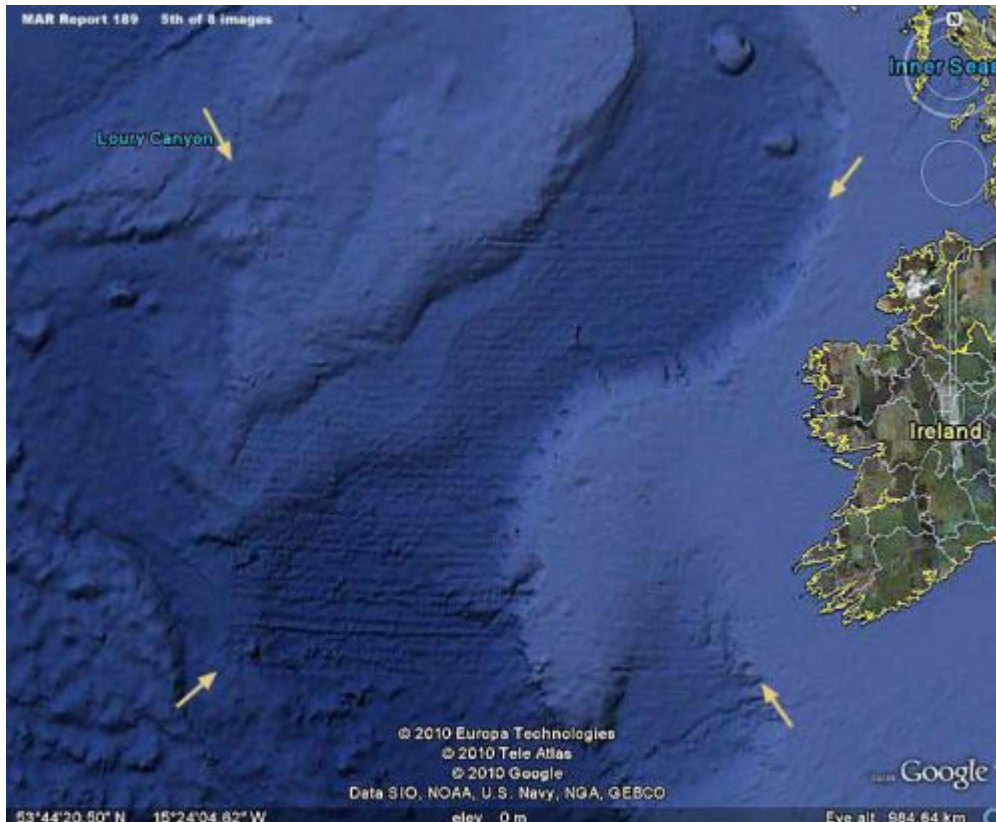 MAR Report 189 5th of 8 images
N
Inner Seas
Loury Canyon
Ireland
© 2010 Europa Technologies
© 2010 Tele Atlas
© 2010 Google
Data SIO, NOAA, U.S. Navy, NGA, GEBCO
Google
53°44'20.50" N 15°24'04.62" W elev 0 m Eye alt 984.64 km